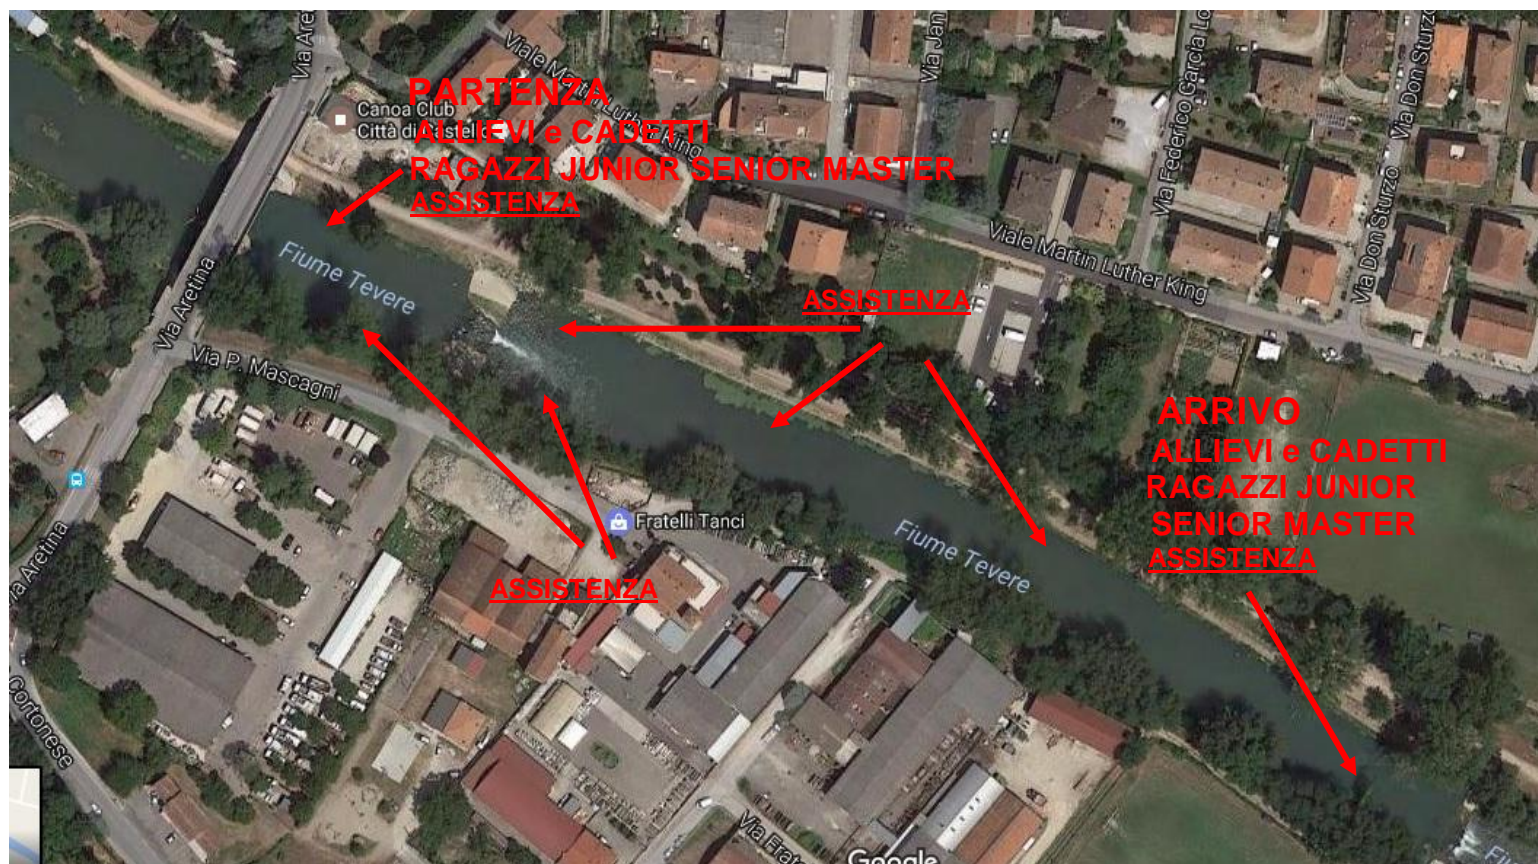 Via Are
Viale Martin Luther King
Via Jan
Via Federico Garcia Lo
Via Don Sturzo
Via Don Sturzo
PARTENZA
Canoa Club
Città di Castello
ALLIEVI e CADETTI
RAGAZZI JUNIOR SENIOR MASTER
ASSISTENZA
Fiume Tevere
Viale Martin Luther King
Via Aretina
ASSISTENZA
Via P. Mascagni
ARRIVO
ALLIEVI e CADETTI
RAGAZZI JUNIOR
SENIOR MASTER
ASSISTENZA
Fratelli Tanci
Fiume Tevere
Via Aretina
ASSISTENZA
Cortonese
Via Frat
Google
Fi